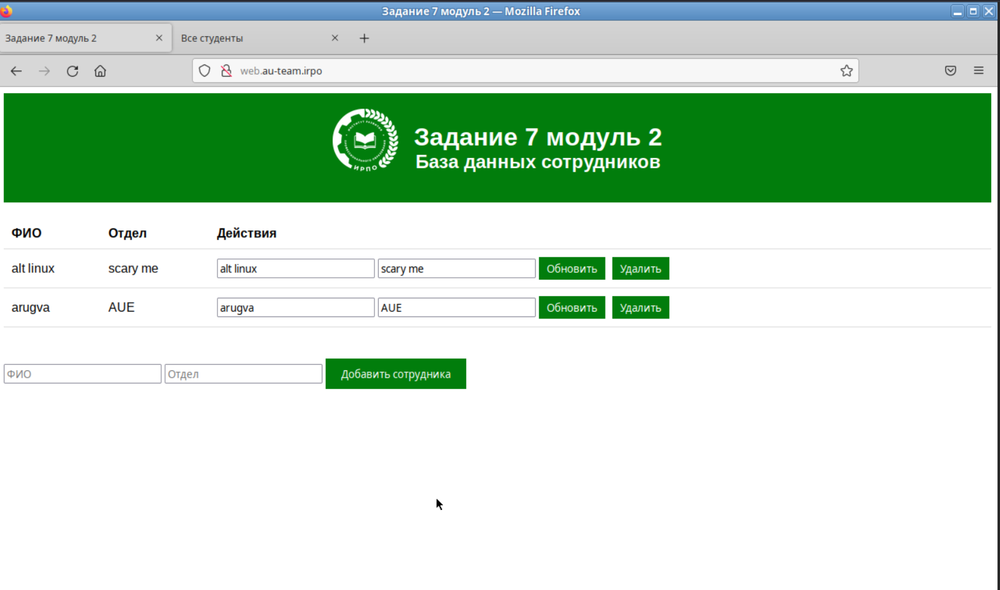 Задание 7 модуль 2 — Mozilla Firefox
Задание 7 модуль 2
Все студенты
web.au-team.irpo
ИРПО
Задание 7 модуль 2
База данных сотрудников
ФИО Отдел Действия
alt linux scary me alt linux scary me Обновить Удалить
arugva AUE arugva AUE Обновить Удалить
ФИО Отдел Добавить сотрудника